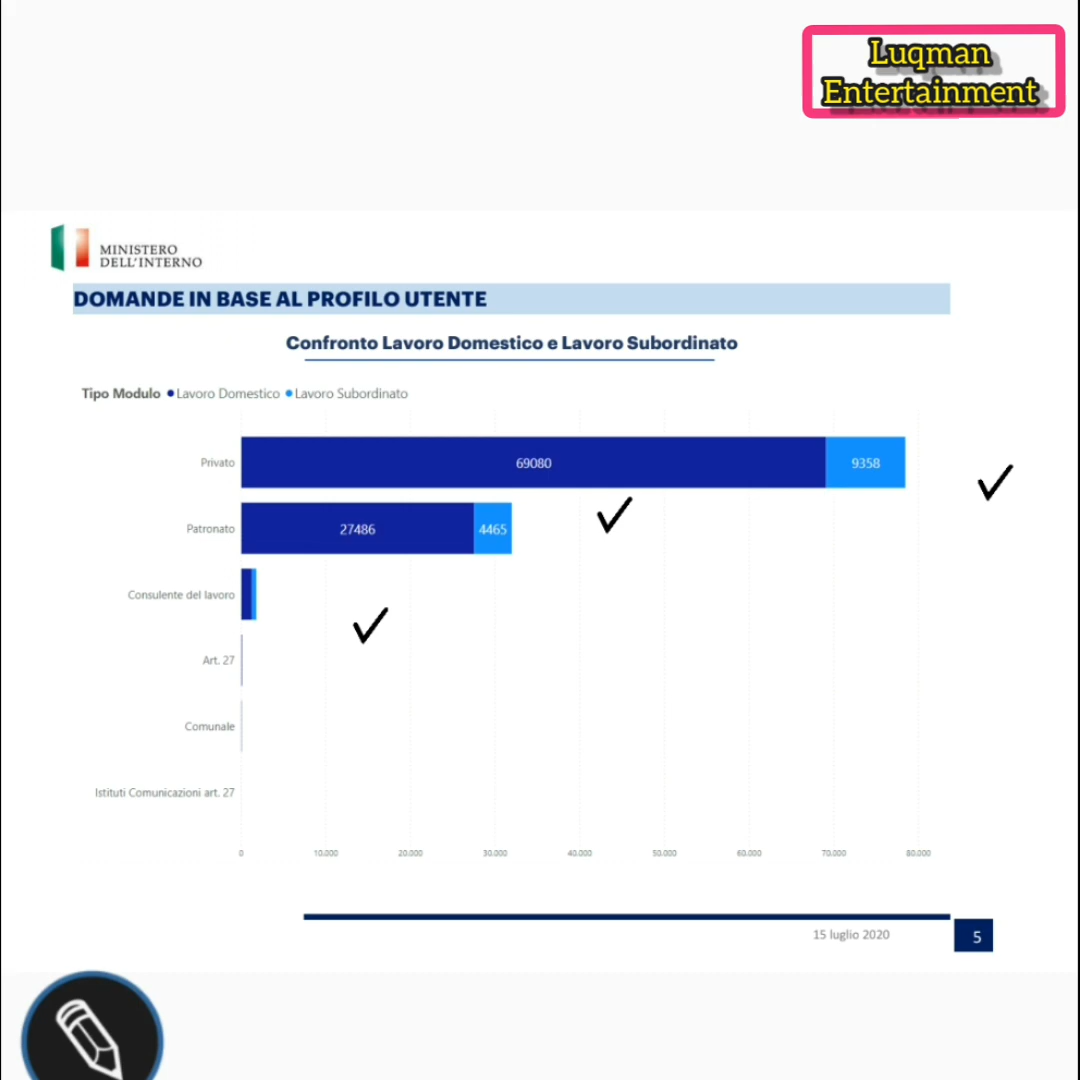 Luqman
Entertainment
MINISTERO
DELL'INTERNO
DOMANDE IN BASE AL PROFILO UTENTE
Confronto Lavoro Domestico e Lavoro Subordinato
Tipo Modulo Lavoro Domestico Lavoro Subordinato
Privato 69080 9358
Patronato 27486 4465
Consulente del lavoro
Art. 27
Comunale
Istituti Comunicazioni art. 27
0 10.000 20.000 30.000 40.000 50.000 60.000 70.000 80.000
15 luglio 2020 5